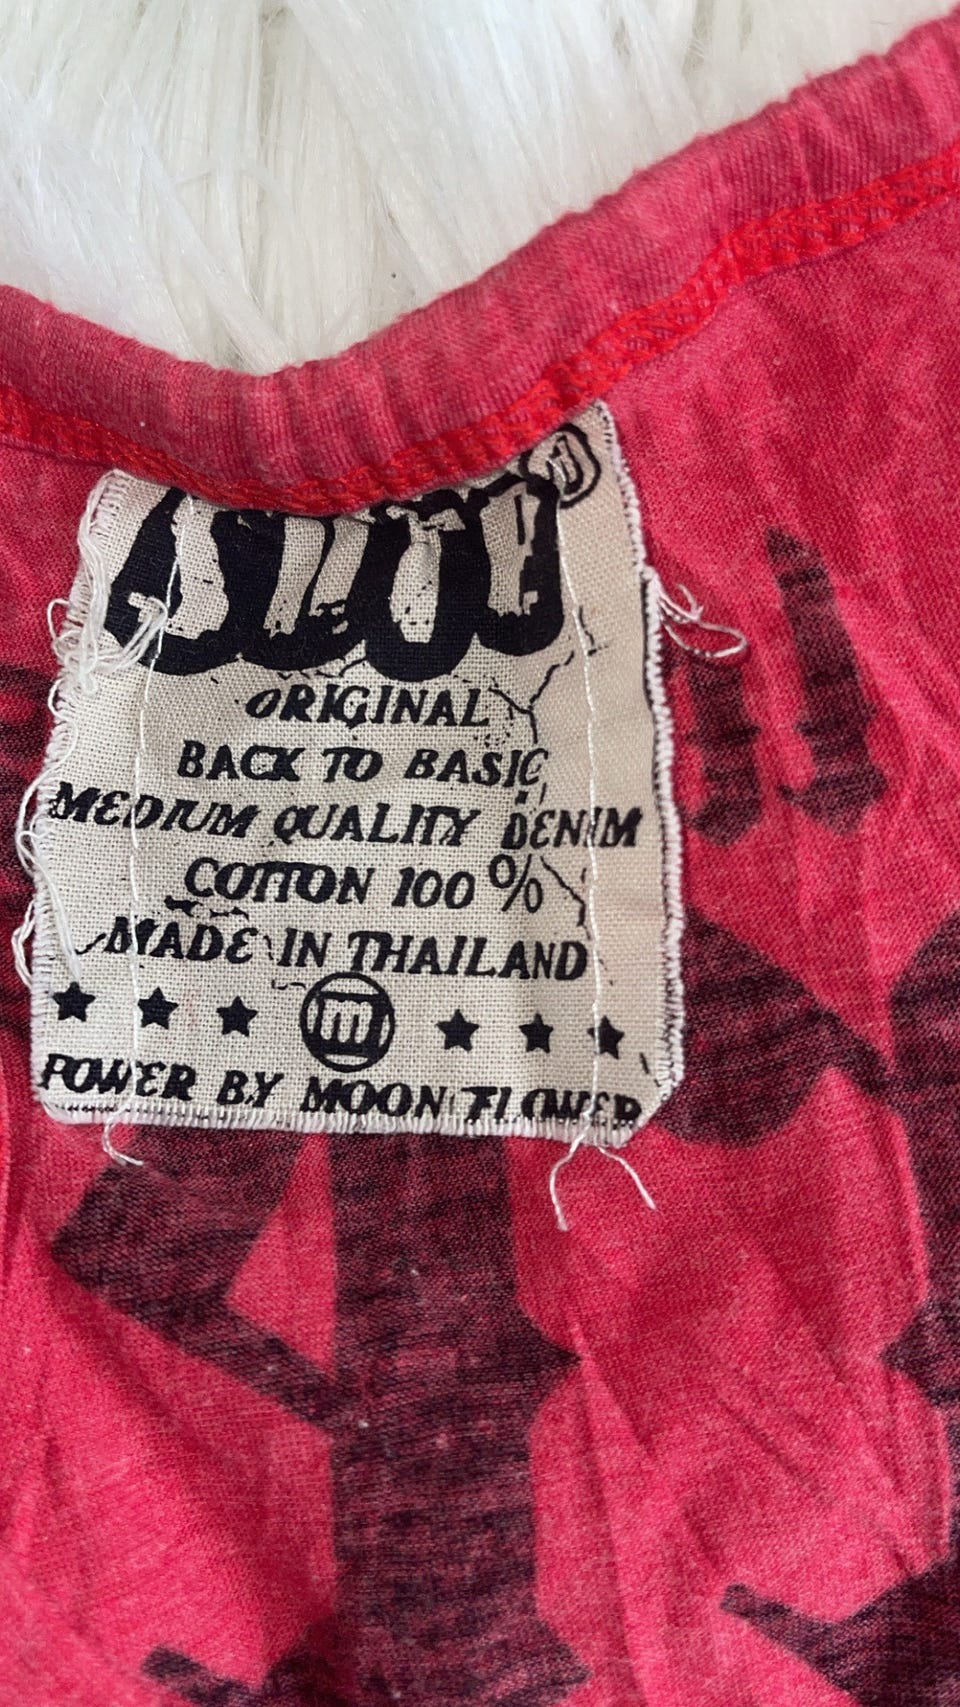 ORIGINAL
BACK TO BASIC
MEDIUM QUALITY DENIM
COTTON 100%
MADE IN THAILAND
m
POWER BY MOON FLOWER